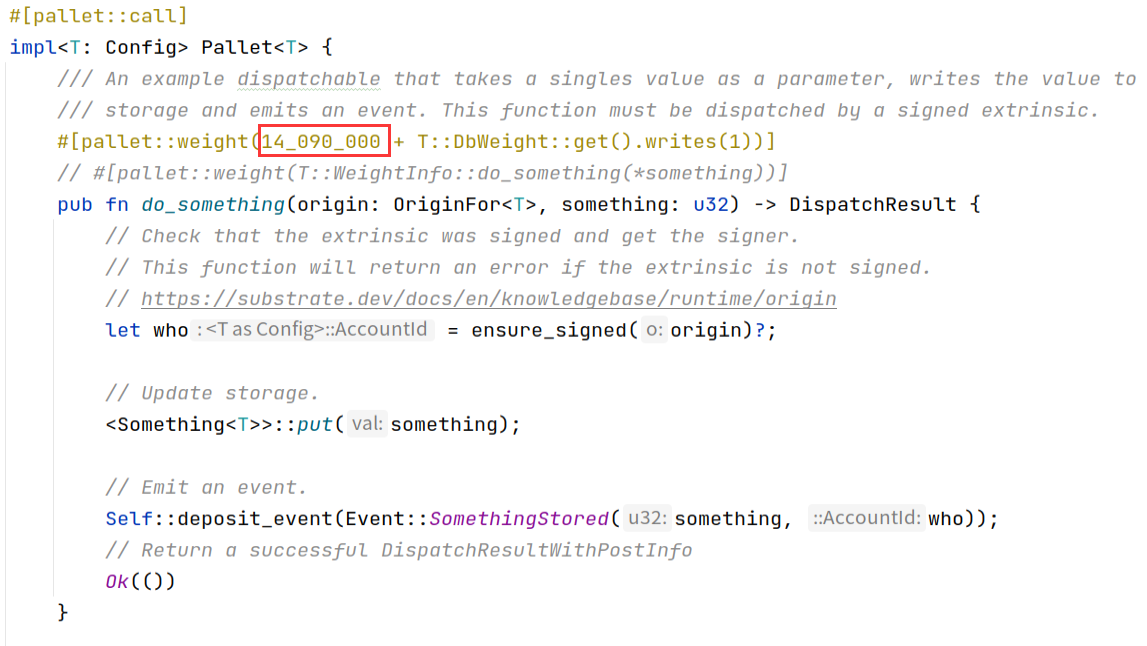 #[pallet::call]
impl<T: Config> Pallet<T> {
/// An example dispatchable that takes a singles value as a parameter, writes the value to
/// storage and emits an event. This function must be dispatched by a signed extrinsic.
#[pallet::weight(14_090_000 + T::DbWeight::get().writes(1))]
// #[pallet::weight(T::WeightInfo::do_something(*something))]
pub fn do_something(origin: OriginFor<T>, something: u32) -> DispatchResult {
// Check that the extrinsic was signed and get the signer.
// This function will return an error if the extrinsic is not signed.
// https://substrate.dev/docs/en/knowledgebase/runtime/origin
let who : <T as Config>::AccountId = ensure_signed( o: origin)?;
// Update storage.
<Something<T>>::put( val: something);
// Emit an event.
Self::deposit_event(Event::SomethingStored( u32: something, ::AccountId: who));
// Return a successful DispatchResultWithPostInfo
Ok(())
}